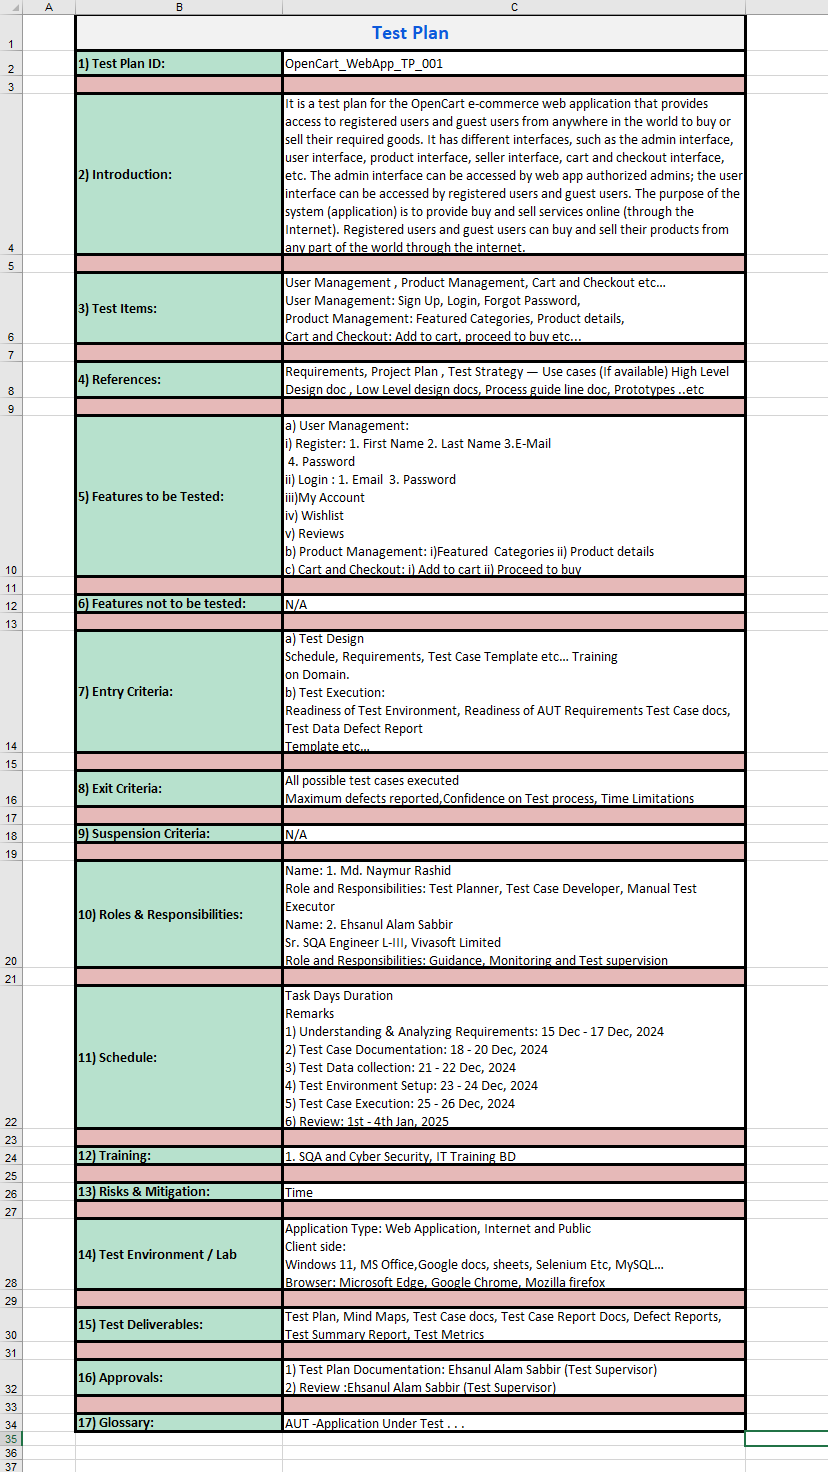 A B C
1 Test Plan
2 1) Test Plan ID: OpenCart_WebApp_TP_001
3
It is a test plan for the OpenCart e-commerce web application that provides
access to registered users and guest users from anywhere in the world to buy or
sell their required goods. It has different interfaces, such as the admin interface,
user interface, product interface, seller interface, cart and checkout interface,
2) Introduction: etc. The admin interface can be accessed by web app authorized admins; the user
interface can be accessed by registered users and guest users. The purpose of the
system (application) is to provide buy and sell services online (through the
Internet). Registered users and guest users can buy and sell their products from
4 any part of the world through the internet.
5
User Management , Product Management, Cart and Checkout etc...
User Management: Sign Up, Login, Forgot Password,
3) Test Items: Product Management: Featured Categories, Product details,
6 Cart and Checkout: Add to cart, proceed to buy etc...
7
4) References: Requirements, Project Plan , Test Strategy — Use cases (If available) High Level
8 Design doc , Low Level design docs, Process guide line doc, Prototypes ..etc
9
a) User Management:
i) Register: 1. First Name 2. Last Name 3.E-Mail
4. Password
ii) Login : 1. Email 3. Password
5) Features to be Tested: iii)My Account
iv) Wishlist
v) Reviews
b) Product Management: i)Featured Categories ii) Product details
10 c) Cart and Checkout: i) Add to cart ii) Proceed to buy
11
12 6) Features not to be tested: N/A
13
a) Test Design
Schedule, Requirements, Test Case Template etc... Training
on Domain.
7) Entry Criteria: b) Test Execution:
Readiness of Test Environment, Readiness of AUT Requirements Test Case docs,
Test Data Defect Report
14 Template etc...
15
8) Exit Criteria: All possible test cases executed
16 Maximum defects reported,Confidence on Test process, Time Limitations
17
18 9) Suspension Criteria: N/A
19
Name: 1. Md. Naymur Rashid
Role and Responsibilities: Test Planner, Test Case Developer, Manual Test
Executor
10) Roles & Responsibilities: Name: 2. Ehsanul Alam Sabbir
Sr. SQA Engineer L-III, Vivasoft Limited
20 Role and Responsibilities: Guidance, Monitoring and Test supervision
21
Task Days Duration
Remarks
1) Understanding & Analyzing Requirements: 15 Dec - 17 Dec, 2024
2) Test Case Documentation: 18 - 20 Dec, 2024
11) Schedule: 3) Test Data collection: 21 - 22 Dec, 2024
4) Test Environment Setup: 23 - 24 Dec, 2024
5) Test Case Execution: 25 - 26 Dec, 2024
22 6) Review: 1st - 4th Jan, 2025
23
24 12) Training: 1. SQA and Cyber Security, IT Training BD
25
26 13) Risks & Mitigation: Time
27
Application Type: Web Application, Internet and Public
Client side:
14) Test Environment / Lab Windows 11, MS Office,Google docs, sheets, Selenium Etc, MySQL...
28 Browser: Microsoft Edge, Google Chrome, Mozilla firefox
29
15) Test Deliverables: Test Plan, Mind Maps, Test Case docs, Test Case Report Docs, Defect Reports,
30 Test Summary Report, Test Metrics
31
16) Approvals: 1) Test Plan Documentation: Ehsanul Alam Sabbir (Test Supervisor)
32 2) Review :Ehsanul Alam Sabbir (Test Supervisor)
33
34 17) Glossary: AUT -Application Under Test . . .
35
36
37